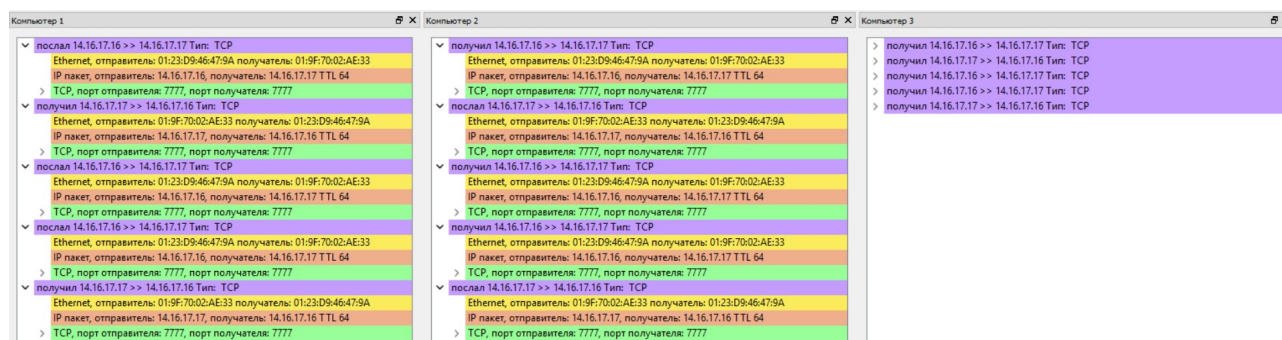 Компьютер 1
послал 14.16.17.16 >> 14.16.17.17 Тип: TCP
Ethernet, отправитель: 01:23:D9:46:47:9A получатель: 01:9F:70:02:AE:33
IP пакет, отправитель: 14.16.17.16, получатель: 14.16.17.17 TTL 64
TCP, порт отправителя: 7777, порт получателя: 7777
получил 14.16.17.17 >> 14.16.17.16 Тип: TCP
Ethernet, отправитель: 01:9F:70:02:AE:33 получатель: 01:23:D9:46:47:9A
IP пакет, отправитель: 14.16.17.17, получатель: 14.16.17.16 TTL 64
TCP, порт отправителя: 7777, порт получателя: 7777
послал 14.16.17.16 >> 14.16.17.17 Тип: TCP
Ethernet, отправитель: 01:23:D9:46:47:9A получатель: 01:9F:70:02:AE:33
IP пакет, отправитель: 14.16.17.16, получатель: 14.16.17.17 TTL 64
TCP, порт отправителя: 7777, порт получателя: 7777
послал 14.16.17.16 >> 14.16.17.17 Тип: TCP
Ethernet, отправитель: 01:23:D9:46:47:9A получатель: 01:9F:70:02:AE:33
IP пакет, отправитель: 14.16.17.16, получатель: 14.16.17.17 TTL 64
TCP, порт отправителя: 7777, порт получателя: 7777
получил 14.16.17.17 >> 14.16.17.16 Тип: TCP
Ethernet, отправитель: 01:9F:70:02:AE:33 получатель: 01:23:D9:46:47:9A
IP пакет, отправитель: 14.16.17.17, получатель: 14.16.17.16 TTL 64
TCP, порт отправителя: 7777, порт получателя: 7777
Компьютер 2
получил 14.16.17.16 >> 14.16.17.17 Тип: TCP
Ethernet, отправитель: 01:23:D9:46:47:9A получатель: 01:9F:70:02:AE:33
IP пакет, отправитель: 14.16.17.16, получатель: 14.16.17.17 TTL 64
TCP, порт отправителя: 7777, порт получателя: 7777
послал 14.16.17.17 >> 14.16.17.16 Тип: TCP
Ethernet, отправитель: 01:9F:70:02:AE:33 получатель: 01:23:D9:46:47:9A
IP пакет, отправитель: 14.16.17.17, получатель: 14.16.17.16 TTL 64
TCP, порт отправителя: 7777, порт получателя: 7777
получил 14.16.17.16 >> 14.16.17.17 Тип: TCP
Ethernet, отправитель: 01:23:D9:46:47:9A получатель: 01:9F:70:02:AE:33
IP пакет, отправитель: 14.16.17.16, получатель: 14.16.17.17 TTL 64
TCP, порт отправителя: 7777, порт получателя: 7777
получил 14.16.17.16 >> 14.16.17.17 Тип: TCP
Ethernet, отправитель: 01:23:D9:46:47:9A получатель: 01:9F:70:02:AE:33
IP пакет, отправитель: 14.16.17.16, получатель: 14.16.17.17 TTL 64
TCP, порт отправителя: 7777, порт получателя: 7777
послал 14.16.17.17 >> 14.16.17.16 Тип: TCP
Ethernet, отправитель: 01:9F:70:02:AE:33 получатель: 01:23:D9:46:47:9A
IP пакет, отправитель: 14.16.17.17, получатель: 14.16.17.16 TTL 64
TCP, порт отправителя: 7777, порт получателя: 7777
Компьютер 3
получил 14.16.17.16 >> 14.16.17.17 Тип: TCP
получил 14.16.17.17 >> 14.16.17.16 Тип: TCP
получил 14.16.17.16 >> 14.16.17.17 Тип: TCP
получил 14.16.17.16 >> 14.16.17.17 Тип: TCP
получил 14.16.17.17 >> 14.16.17.16 Тип: TCP